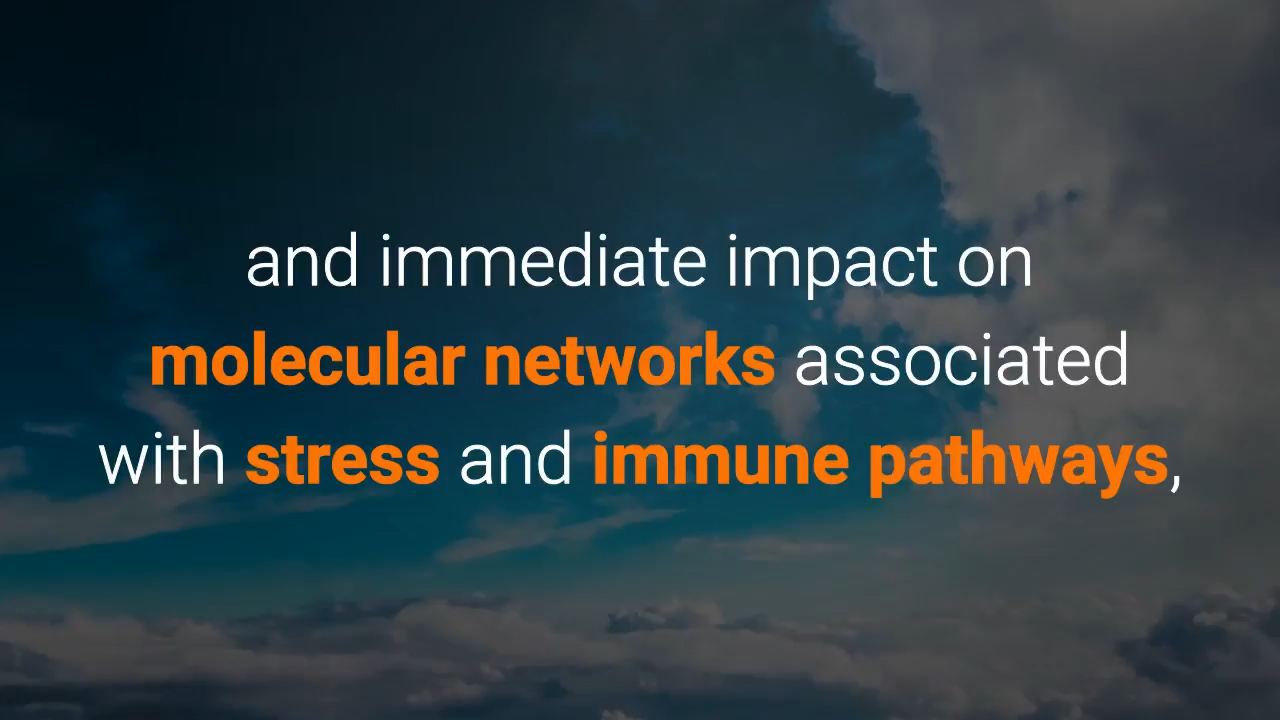 and immediate impact on
molecular networks associated
with stress and immune pathways,